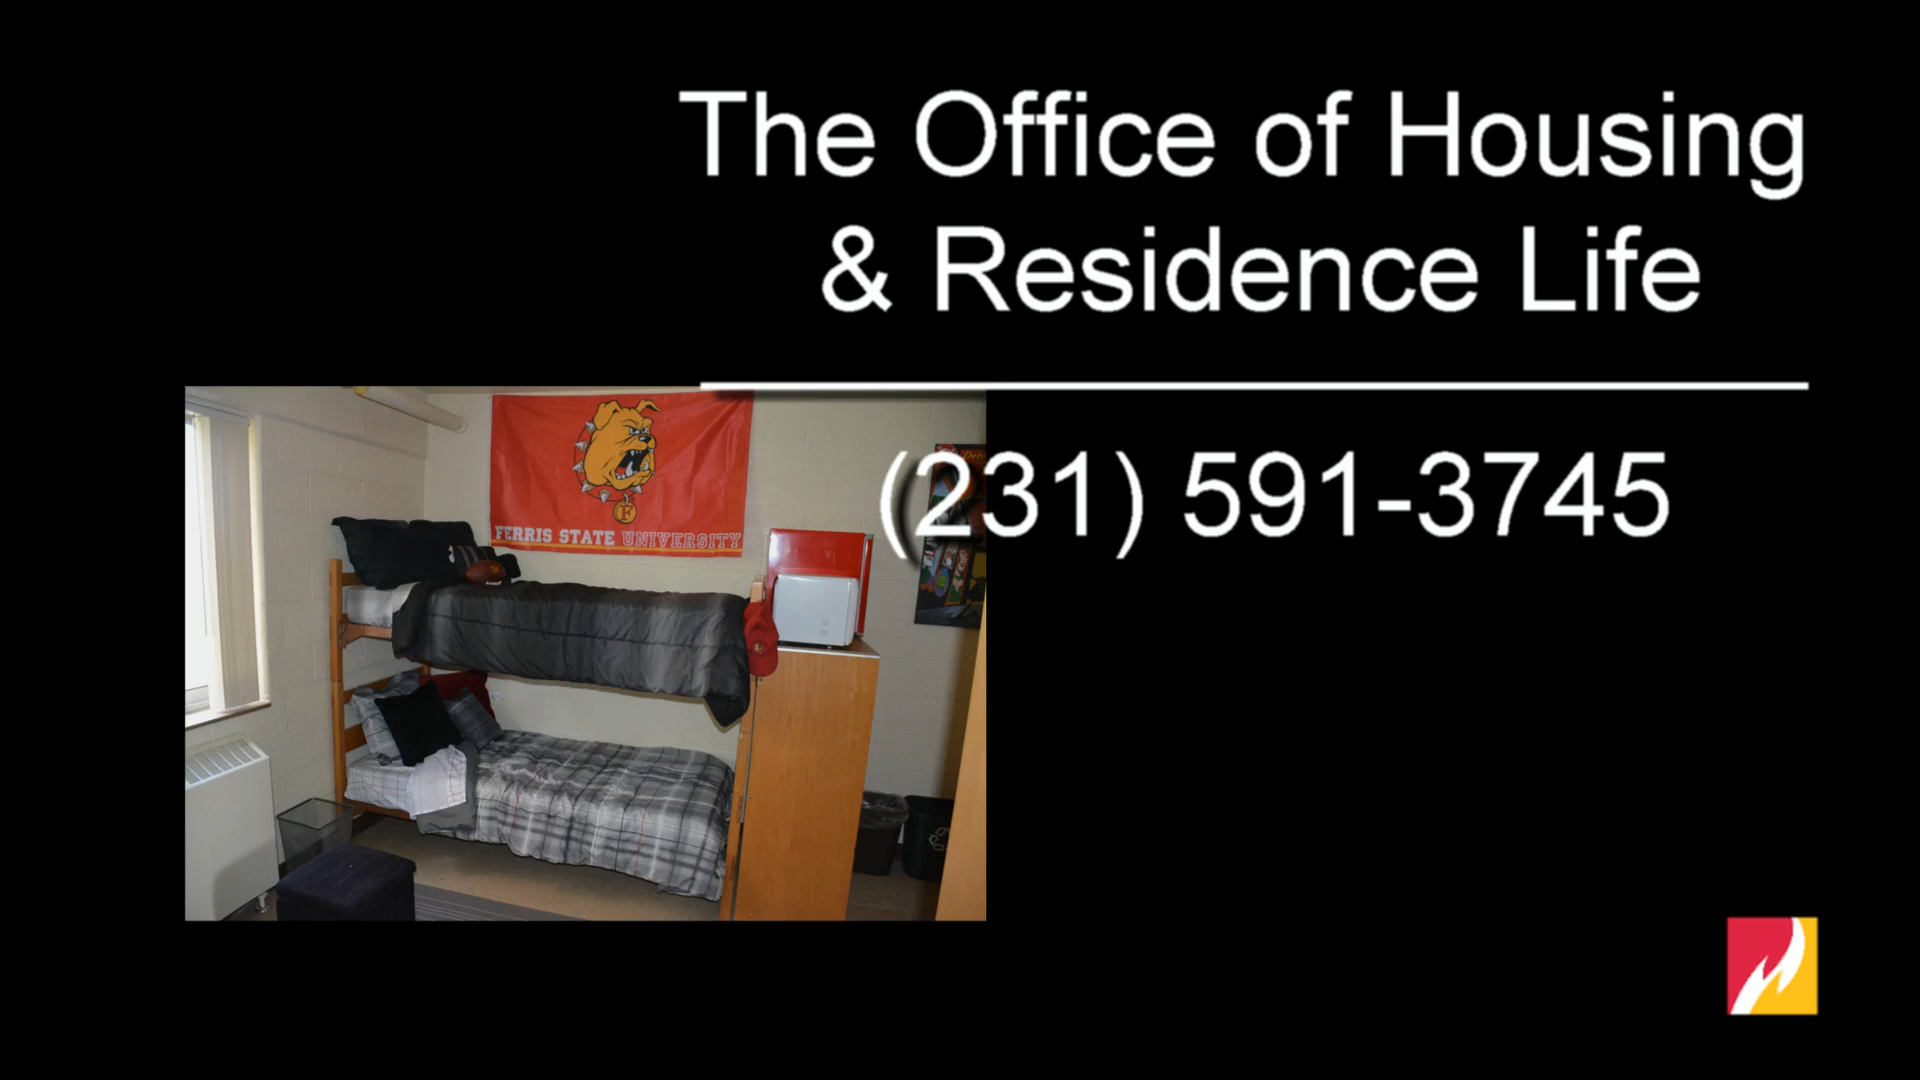 The Office of Housing
& Residence Life
(231) 591-3745
FERRIS STATE UNIVERSITY
F